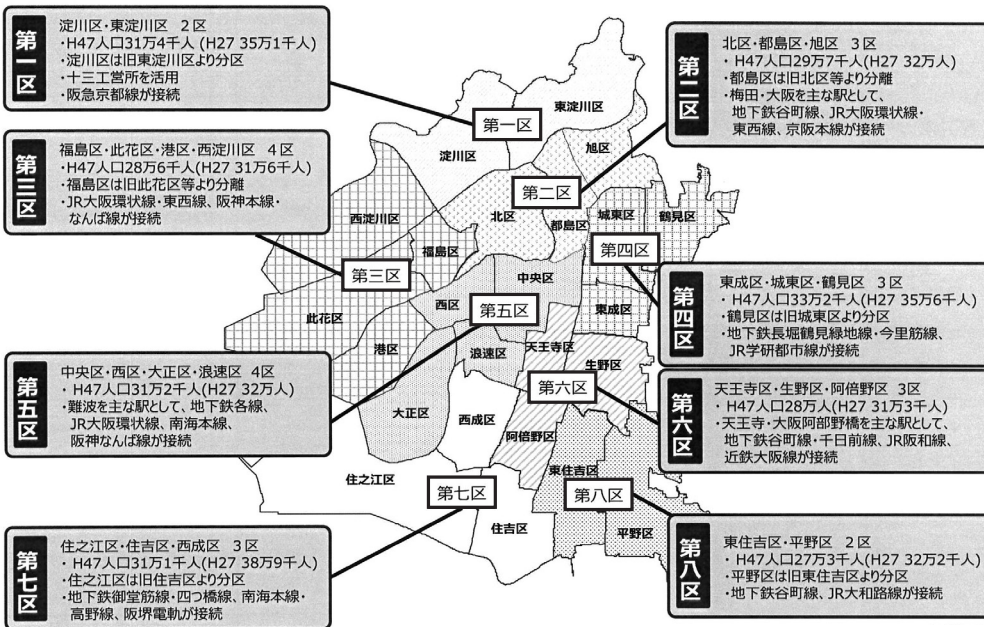 第一区
淀川区・東淀川区 2区
・H47人口31万4千人 (H27 35万1千人)
・淀川区は旧東淀川区より分区
・十三工営所を活用
・阪急京都線が接続
第二区
北区・都島区・旭区 3区
・ H47人口29万7千人(H27 32万人)
・都島区は旧北区等より分離
・梅田・大阪を主な駅として、
地下鉄谷町線、JR大阪環状線・
東西線、京阪本線が接続
第三区
福島区・此花区・港区・西淀川区 4区
・H47人口28万6千人(H27 31万6千人)
・福島区は旧此花区等より分離
・JR大阪環状線・東西線、阪神本線・
なんば線が接続
第四区
東成区・城東区・鶴見区 3区
・ H47人口33万2千人(H27 35万6千人)
・鶴見区は旧城東区より分区
・地下鉄長堀鶴見緑地線・今里筋線、
JR学研都市線が接続
第五区
中央区・西区・大正区・浪速区 4区
・ H47人口31万2千人(H27 32万人)
・難波を主な駅として、地下鉄各線、
JR大阪環状線、南海本線、
阪神なんば線が接続
第六区
天王寺区・生野区・阿倍野区 3区
・ H47人口28万人(H27 31万3千人)
・天王寺・大阪阿部野橋を主な駅として、
地下鉄谷町線・千日前線、JR阪和線、
近鉄大阪線が接続
第七区
住之江区・住吉区・西成区 3区
・ H47人口31万1千人(H27 38万9千人)
・住之江区は旧住吉区より分区
・地下鉄御堂筋線・四つ橋線、南海本線・
高野線、阪堺電軌が接続
第八区
東住吉区・平野区 2区
・ H47人口27万3千人(H27 32万2千人)
・平野区は旧東住吉区より分区
・地下鉄谷町線、JR大和路線が接続
東淀川区
第一区
淀川区
旭区
第二区
西淀川区
北区
都島区
城東区
鶴見区
福島区
第四区
第三区
中央区
西区
第五区
東成区
此花区
港区
浪速区
天王寺区
生野区
第六区
大正区
西成区
阿倍野区
住之江区
東住吉区
第七区
第八区
住吉区
平野区